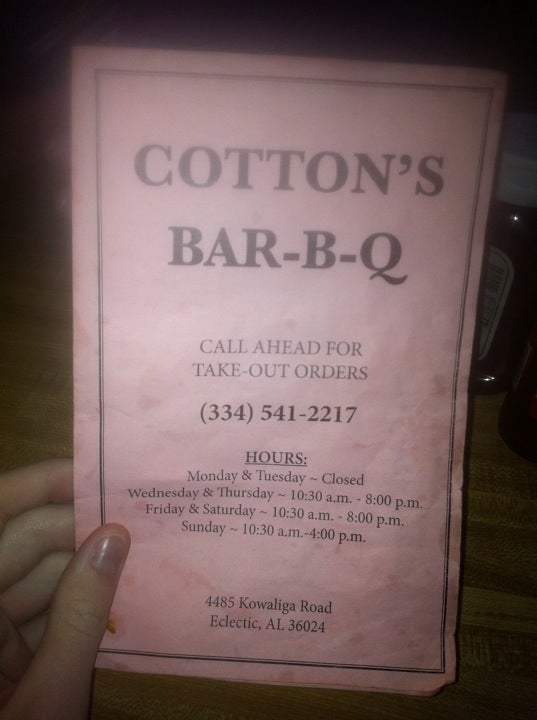 COTTON'S
BAR-B-Q
CALL AHEAD FOR
TAKE-OUT ORDERS
(334) 541-2217
HOURS:
Monday & Tuesday ~ Closed
Wednesday & Thursday ~ 10:30 a.m. - 8:00 p.m.
Friday & Saturday ~ 10:30 a.m. - 8:00 p.m.
Sunday ~ 10:30 a.m.-4:00 p.m.
4485 Kowaliga Road
Eclectic, AL 36024